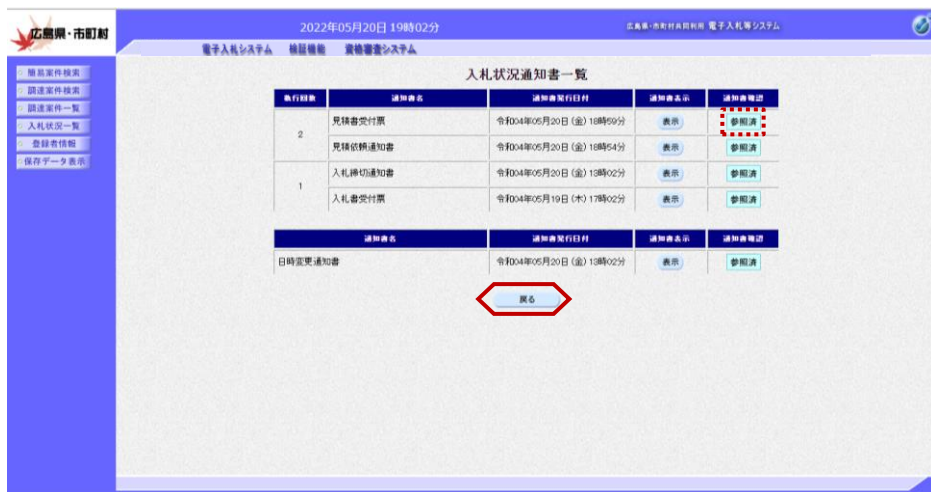 広島県・市町村
2022年05月20日 19時02分
広島県・市町村共同利用 電子入札等システム
電子入札システム 検証機能 資格審査システム
簡易案件検索
調達案件検索
調達案件一覧
入札状況一覧
登録者情報
保存データ表示
入札状況通知書一覧
執行回数 通知書名 通知書発行日付 通知書表示 通知書確認
2
見積書受付票 令和04年05月20日 (金) 18時59分 表示 参照済
見積依頼通知書 令和04年05月20日 (金) 18時54分 表示 参照済
1
入札締切通知書 令和04年05月20日 (金) 13時02分 表示 参照済
入札書受付票 令和04年05月19日 (木) 17時02分 表示 参照済
通知書名 通知書発行日付 通知書表示 通知書確認
日時変更通知書 令和04年05月20日 (金) 13時02分 表示 参照済
戻る